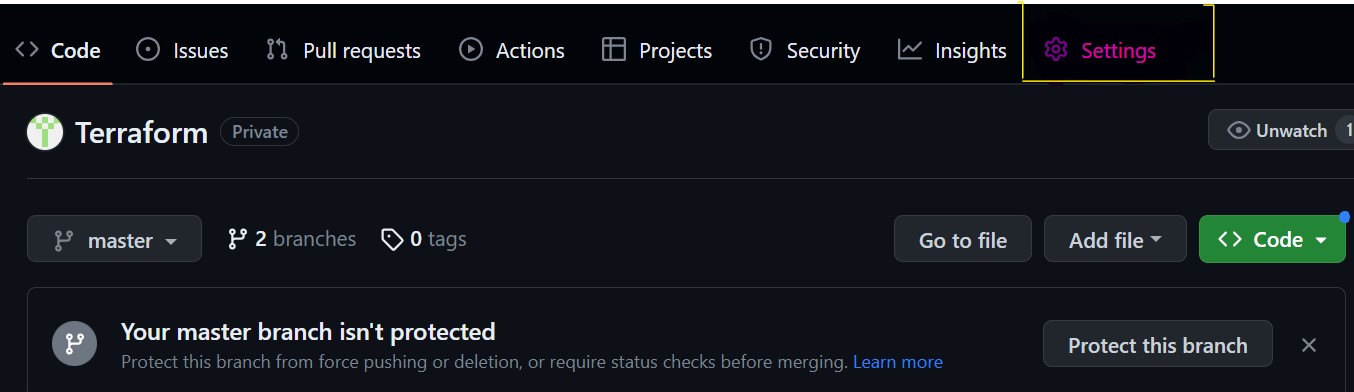 Code Issues Pull requests Actions Projects Security Insights Settings
Terraform Private Unwatch 1
master 2 branches 0 tags Go to file Add file Code
Your master branch isn't protected
Protect this branch from force pushing or deletion, or require status checks before merging. Learn more
Protect this branch